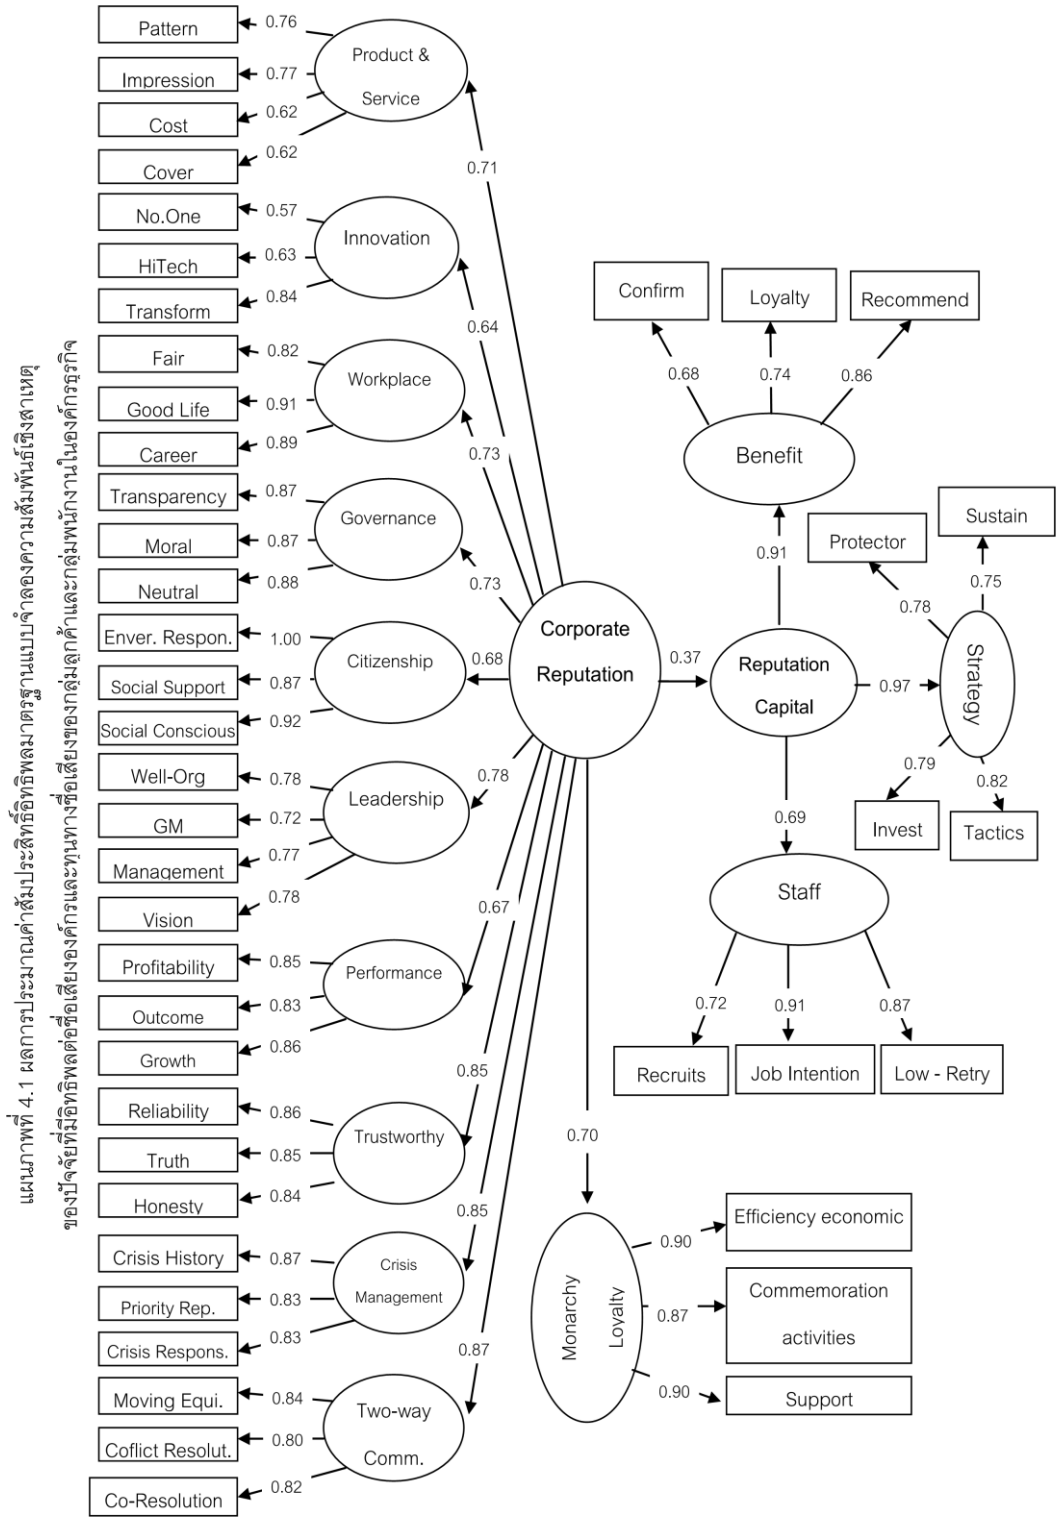 แผนภาพที่ 4.1 ผลการประมาณค่าสัมประสิทธิ์อิทธิพลมาตรฐานแบบจำลองความสัมพันธ์เชิงสาเหตุ
ของปัจจัยที่มีอิทธิพลต่อชื่อเสียงองค์กรและทุนทางชื่อเสียงของกลุ่มลูกค้าและกลุ่มพนักงานในองค์กรธุรกิจ
Pattern
0.76
Impression
0.77
Cost
0.62
Cover
0.62
Product &
Service
0.71
No.One
0.57
HiTech
0.63
Transform
0.84
Innovation
0.64
Fair
0.82
Good Life
0.91
Career
0.89
Workplace
0.73
Transparency
0.87
Moral
0.87
Neutral
0.88
Governance
0.73
Enver. Respon.
1.00
Social Support
0.87
Social Conscious
0.92
Citizenship
0.68
Well-Org
0.78
GM
0.72
Management
0.77
Vision
0.78
Leadership
0.78
Profitability
0.85
Outcome
0.83
Growth
0.86
Performance
0.67
Reliability
0.86
Truth
0.85
Honesty
0.84
Trustworthy
0.85
Crisis History
0.87
Priority Rep.
0.83
Crisis Respons.
0.83
Crisis
Management
0.85
Moving Equi.
0.84
Coflict Resolut.
0.80
Co-Resolution
0.82
Two-way
Comm.
0.87
Corporate
Reputation
0.37
Reputation
Capital
Confirm
Loyalty
Recommend
0.68
0.74
0.86
Benefit
0.91
Protector
Sustain
0.78
0.75
0.97
Strategy
0.79
0.82
Invest
Tactics
0.69
Staff
0.72
0.91
0.87
Recruits
Job Intention
Low - Retry
0.70
Monarchy
Loyalty
0.90
Efficiency economic
0.87
Commemoration
activities
0.90
Support